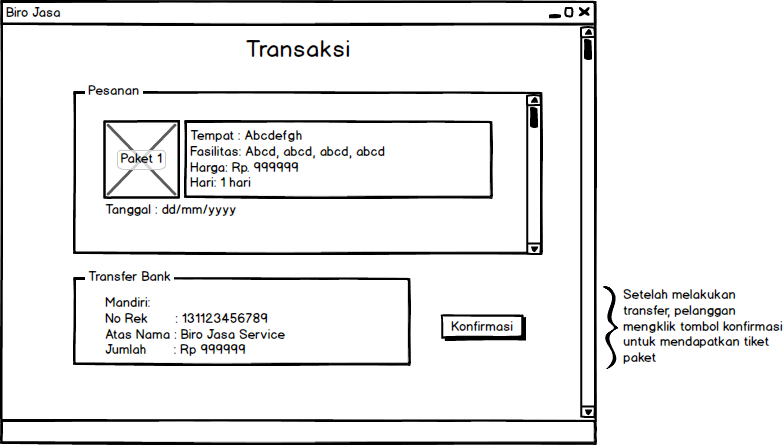 Biro Jasa
Transaksi
Pesanan
Paket 1
Tempat : Abcdefgh
Fasilitas: Abcd, abcd, abcd, abcd
Harga: Rp. 999999
Hari: 1 hari
Tanggal : dd/mm/yyyy
Transfer Bank
Mandiri:
No Rek : 131123456789
Atas Nama : Biro Jasa Service
Jumlah : Rp 999999
Konfirmasi
Setelah melakukan
transfer, pelanggan
mengklik tombol konfirmasi
untuk mendapatkan tiket
paket